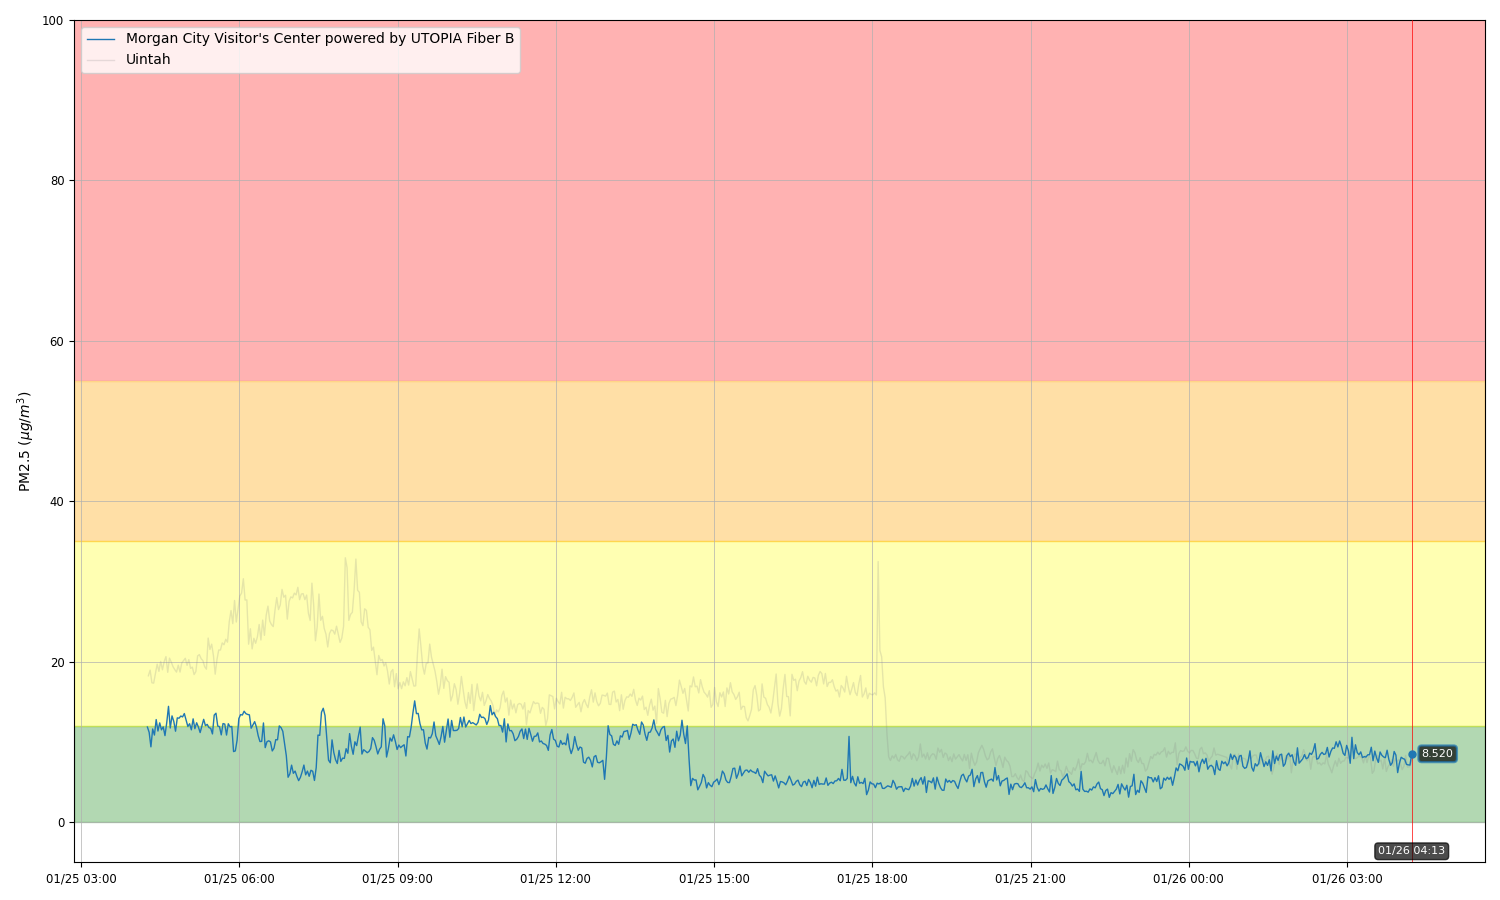 100
Morgan City Visitor's Center powered by UTOPIA Fiber B
Uintah
80
60
PM2.5 (μg/m³)
40
20
8.520
0
01/26 04:13
01/25 03:00 01/25 06:00 01/25 09:00 01/25 12:00 01/25 15:00 01/25 18:00 01/25 21:00 01/26 00:00 01/26 03:00